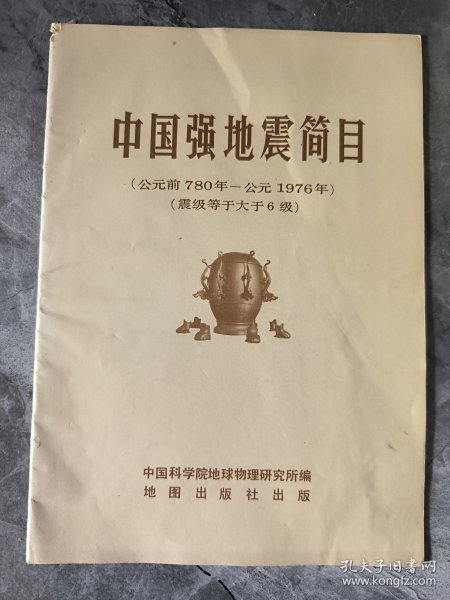 中国强地震简目
(公元前780年—公元1976年)
(震级等于大于6级)
中国科学院地球物理研究所编
地图出版社出版
孔夫子旧书网
www.kongfz.com